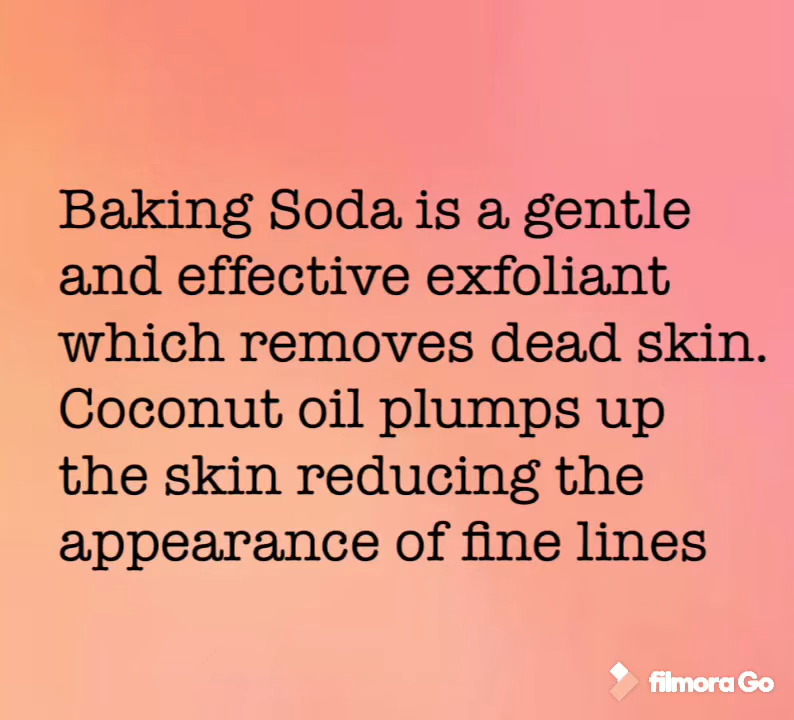 Baking Soda is a gentle
and effective exfoliant
which removes dead skin.
Coconut oil plumps up
the skin reducing the
appearance of fine lines
filmora Go